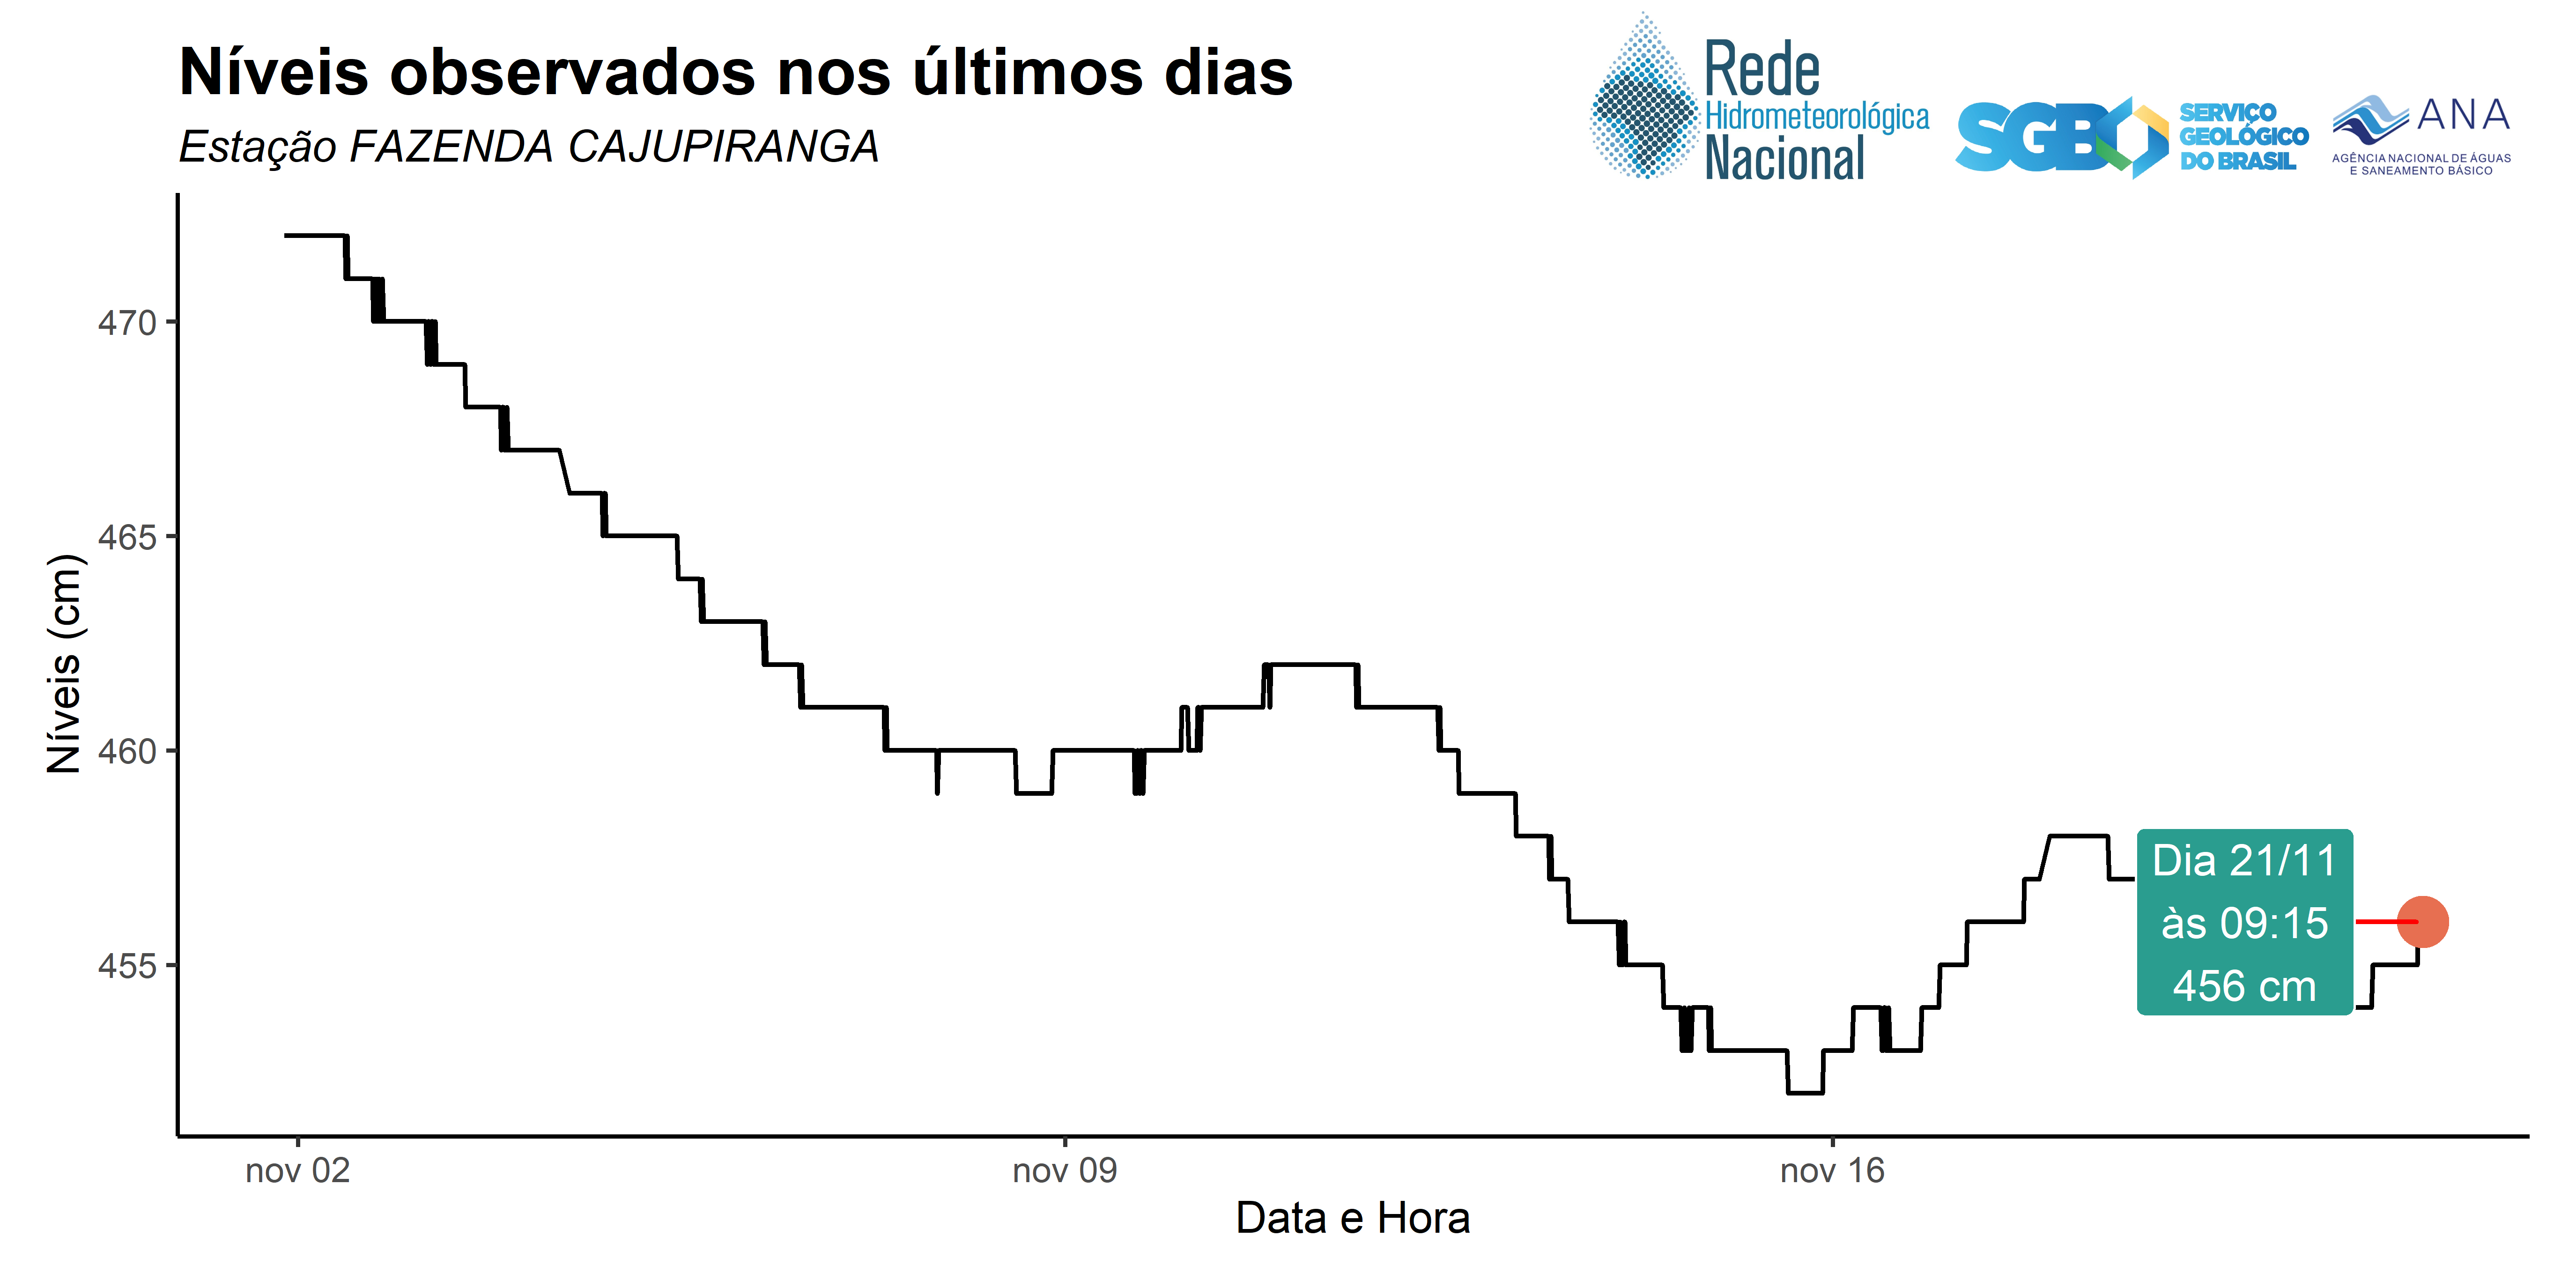 Níveis observados nos últimos dias
Estação FAZENDA CAJUPIRANGA
Rede
Hidrometeorológica
Nacional
SGB
SERVIÇO
GEOLÓGICO
DO BRASIL
ANA
AGÊNCIA NACIONAL DE ÁGUAS
E SANEAMENTO BÁSICO
Níveis (cm)
470
465
460
455
Dia 21/11
às 09:15
456 cm
nov 02
nov 09
nov 16
Data e Hora